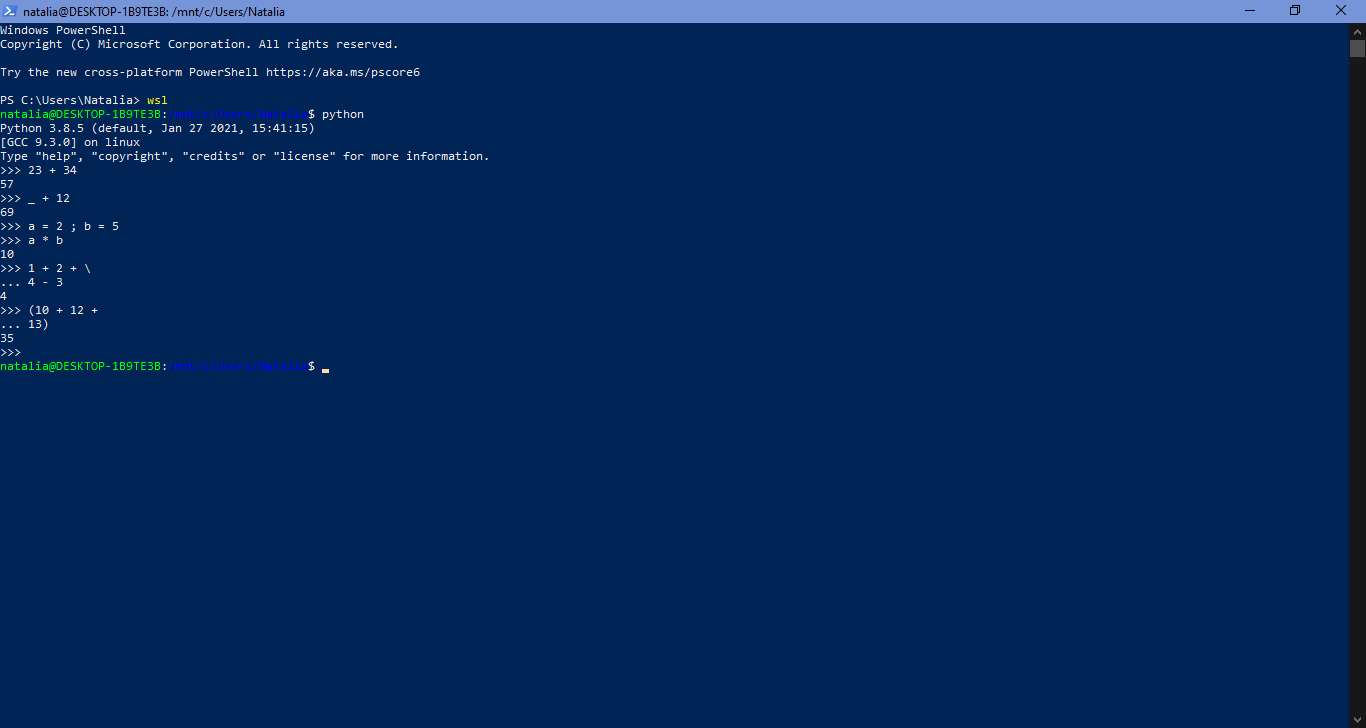 natalia@DESKTOP-1B9TE3B: /mnt/c/Users/Natalia
Windows PowerShell
Copyright (C) Microsoft Corporation. All rights reserved.
Try the new cross-platform PowerShell https://aka.ms/pscore6
PS C:\Users\Natalia> wsl
natalia@DESKTOP-1B9TE3B:/mnt/c/Users/Natalia$ python
Python 3.8.5 (default, Jan 27 2021, 15:41:15)
[GCC 9.3.0] on linux
Type "help", "copyright", "credits" or "license" for more information.
>>> 23 + 34
57
>>> _ + 12
69
>>> a = 2 ; b = 5
>>> a * b
10
>>> 1 + 2 + \
... 4 - 3
4
>>> (10 + 12 +
... 13)
35
>>>
natalia@DESKTOP-1B9TE3B:/mnt/c/Users/Natalia$